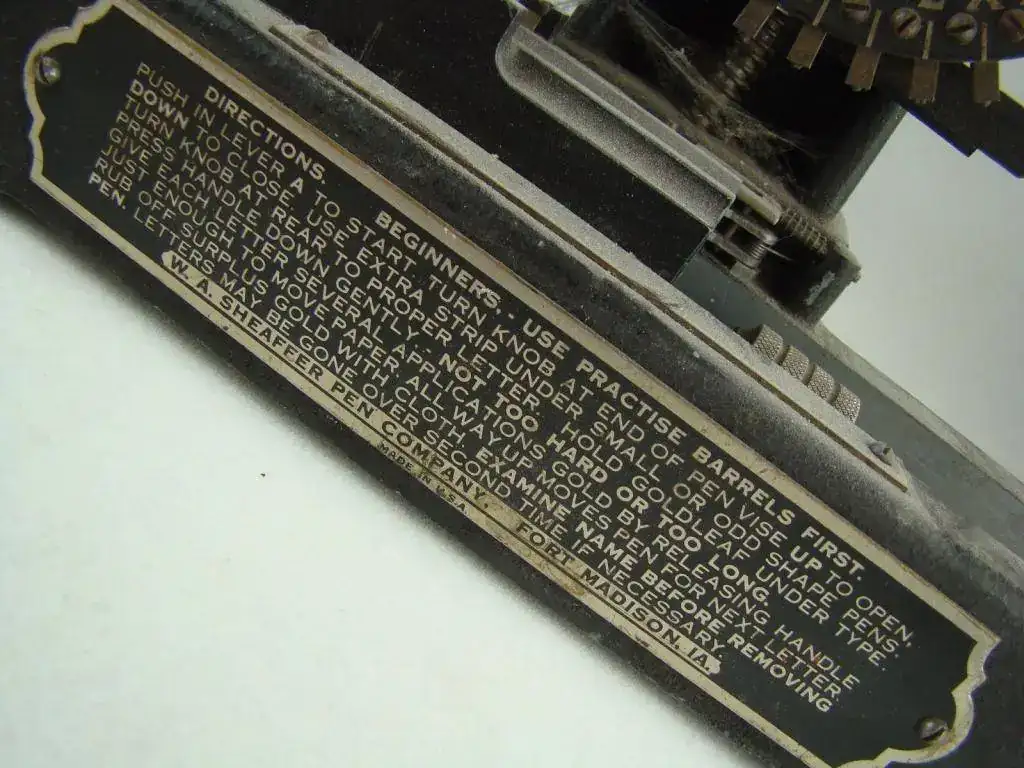 DIRECTIONS. BEGINNERS,- USE PRACTISE BARRELS FIRST.
PUSH IN LEVER A TO START. TURN KNOB AT END OF PEN VISE UP TO OPEN,
DOWN TO CLOSE. USE EXTRA STRIP UNDER SMALL OR ODD SHAPE PENS.
TURN KNOB AT REAR TO PROPER LETTER. HOLD GOLDLEAF UNDER TYPE.
PRESS HANDLE DOWN GENTLY - NOT TOO HARD OR TOO LONG.
GIVE EACH LETTER SEVERAL APPLICATIONS GOLD BY RELEASING HANDLE
JUST ENOUGH TO MOVE PAPER. ALL WAY UP MOVES PEN FOR NEXT LETTER.
RUB OFF SURPLUS GOLD WITH CLOTH. EXAMINE NAME BEFORE REMOVING
PEN. LETTERS MAY BE GONE OVER SECOND TIME IF NECESSARY.
W. A. SHEAFFER PEN COMPANY, FORT MADISON, IA.
MADE IN U.S.A.